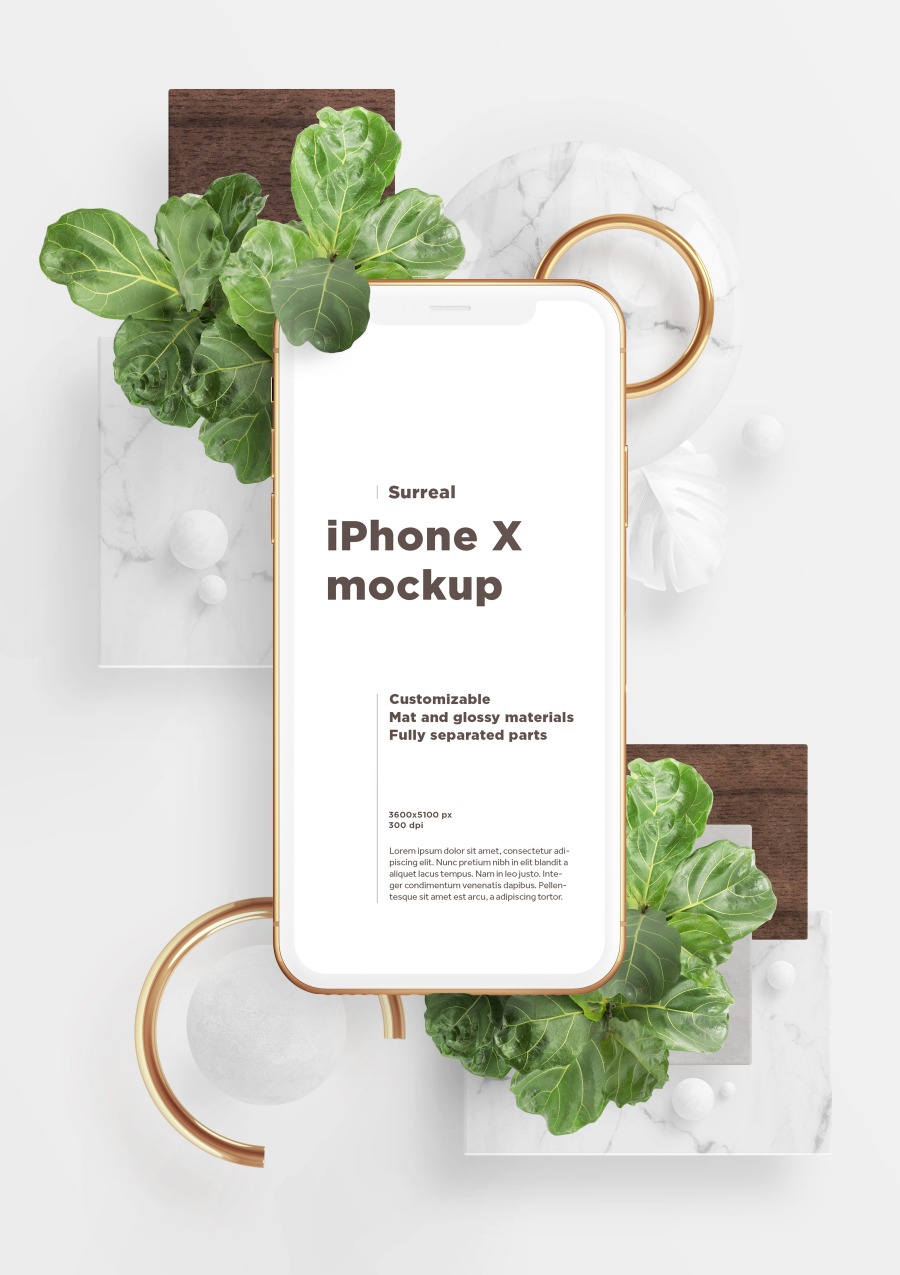 Surreal
iPhone X
mockup
Customizable
Mat and glossy materials
Fully separated parts
3600x5100 px
300 dpi
Lorem ipsum dolor sit amet, consectetur adi-
piscing elit. Nunc pretium nibh in elit blandit a
aliquet lacus tempus. Nam in leo justo. Inte-
ger condimentum venenatis dapibus. Pellen-
tesque sit amet est arcu, a adipiscing tortor.